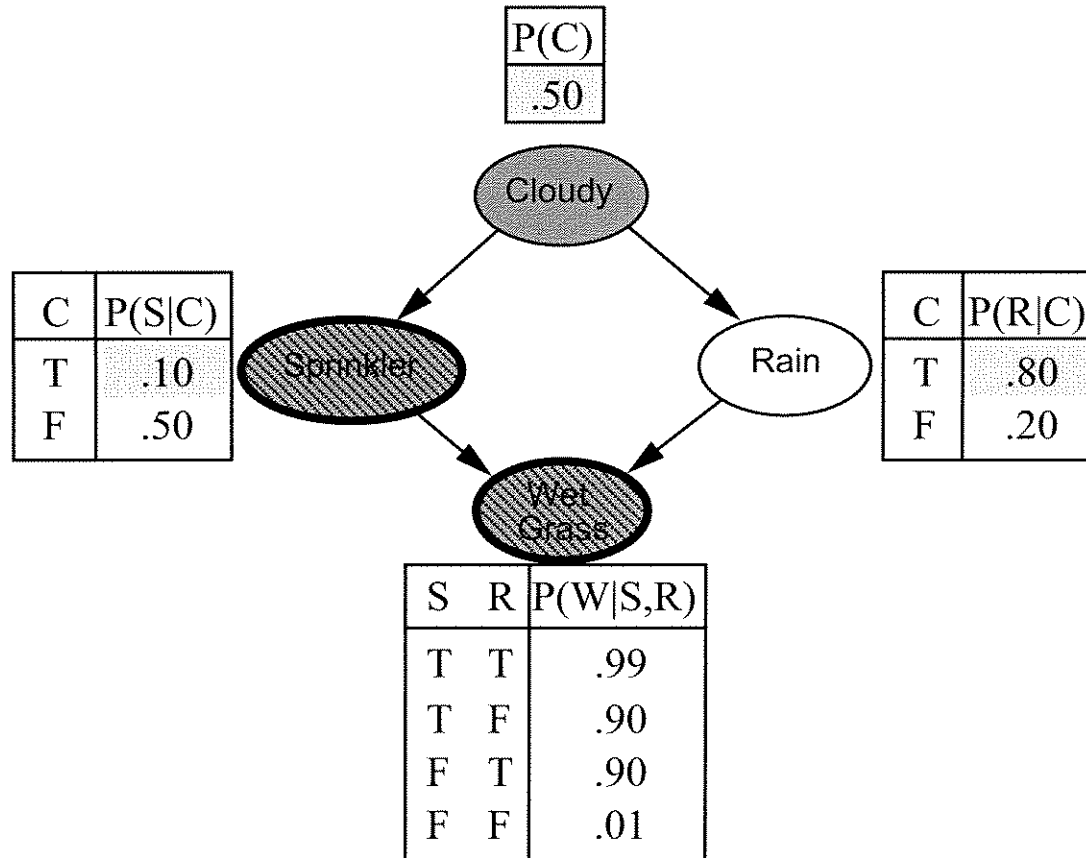 P(C)
.50
Cloudy
C P(S|C)
T .10
F .50
Sprinkler
Rain
C P(R|C)
T .80
F .20
Wet
Grass
S R P(W|S,R)
T T .99
T F .90
F T .90
F F .01